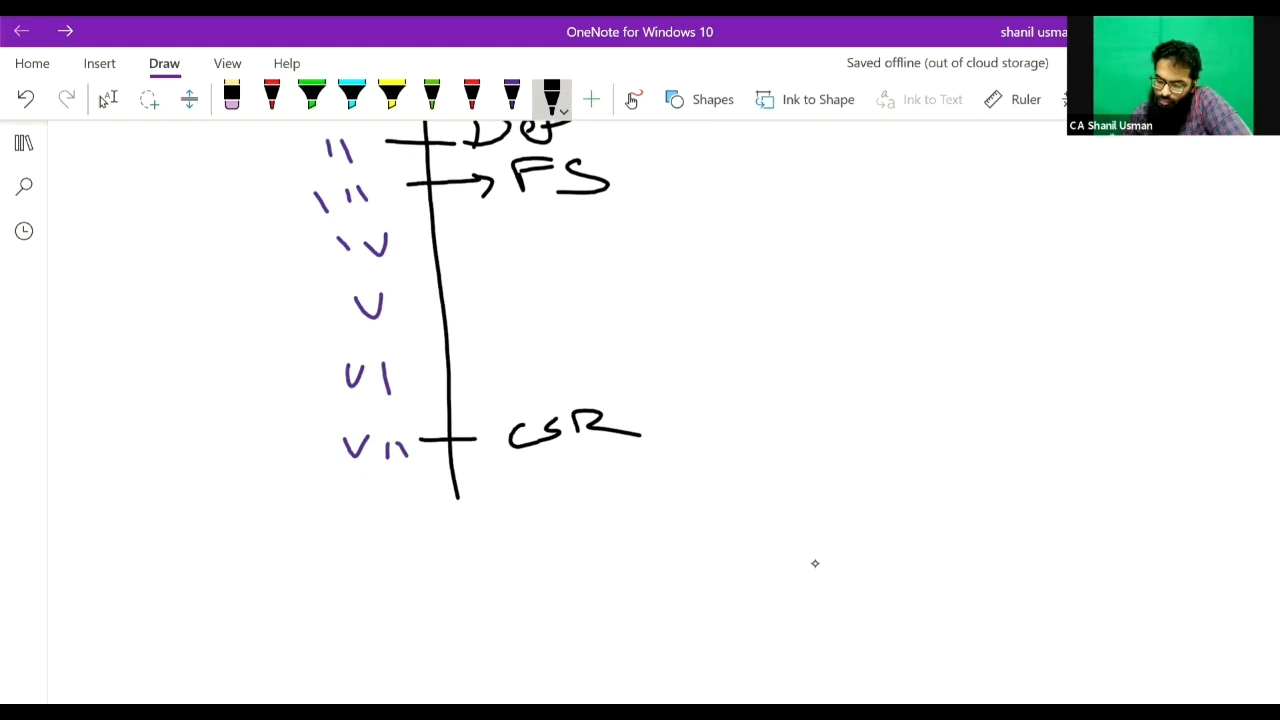 OneNote for Windows 10
shanil usma
Home Insert Draw View Help
Saved offline (out of cloud storage)
Shapes Ink to Shape Ink to Text Ruler
CA Shanil Usman
II Def
III FS
IV
V
VI
VII CSR